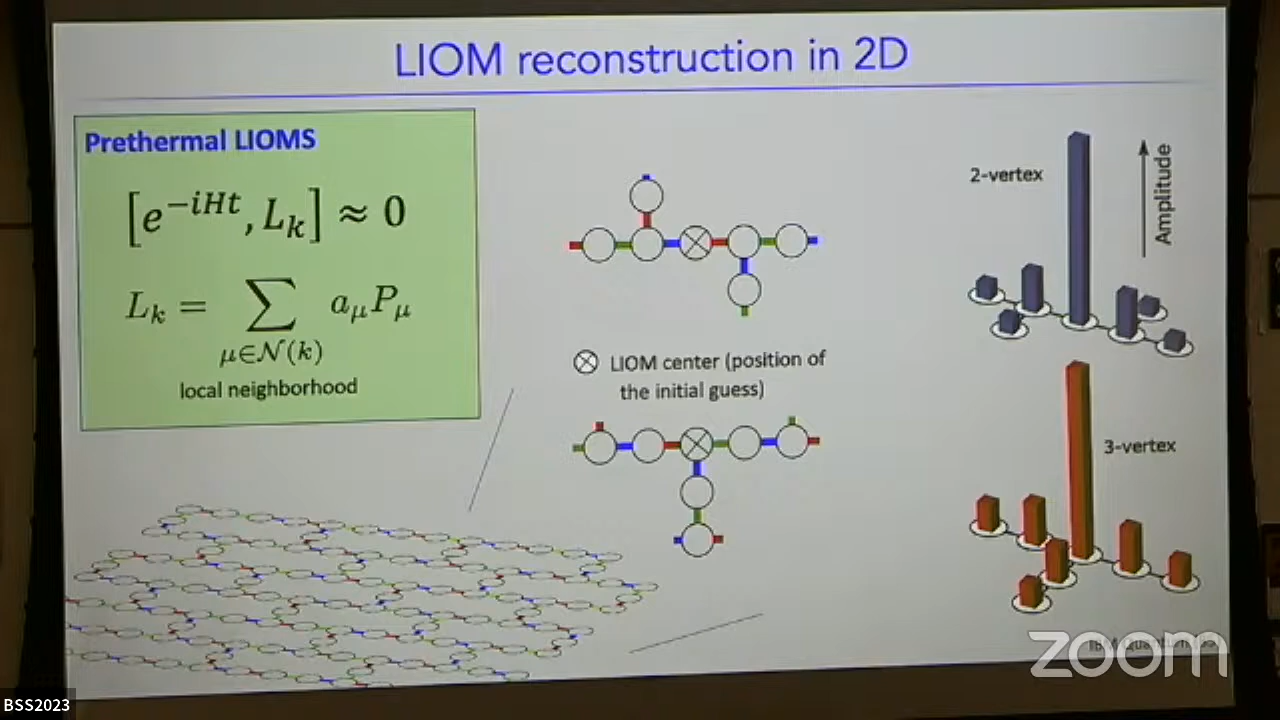 LIOM reconstruction in 2D
Prethermal LIOMS
[e^{-iHt}, L_k] ≈ 0
L_k = ∑ a_μ P_μ
μ∈𝒩(k)
local neighborhood
⊗ LIOM center (position of
the initial guess)
2-vertex
Amplitude
3-vertex
zoom
BSS2023